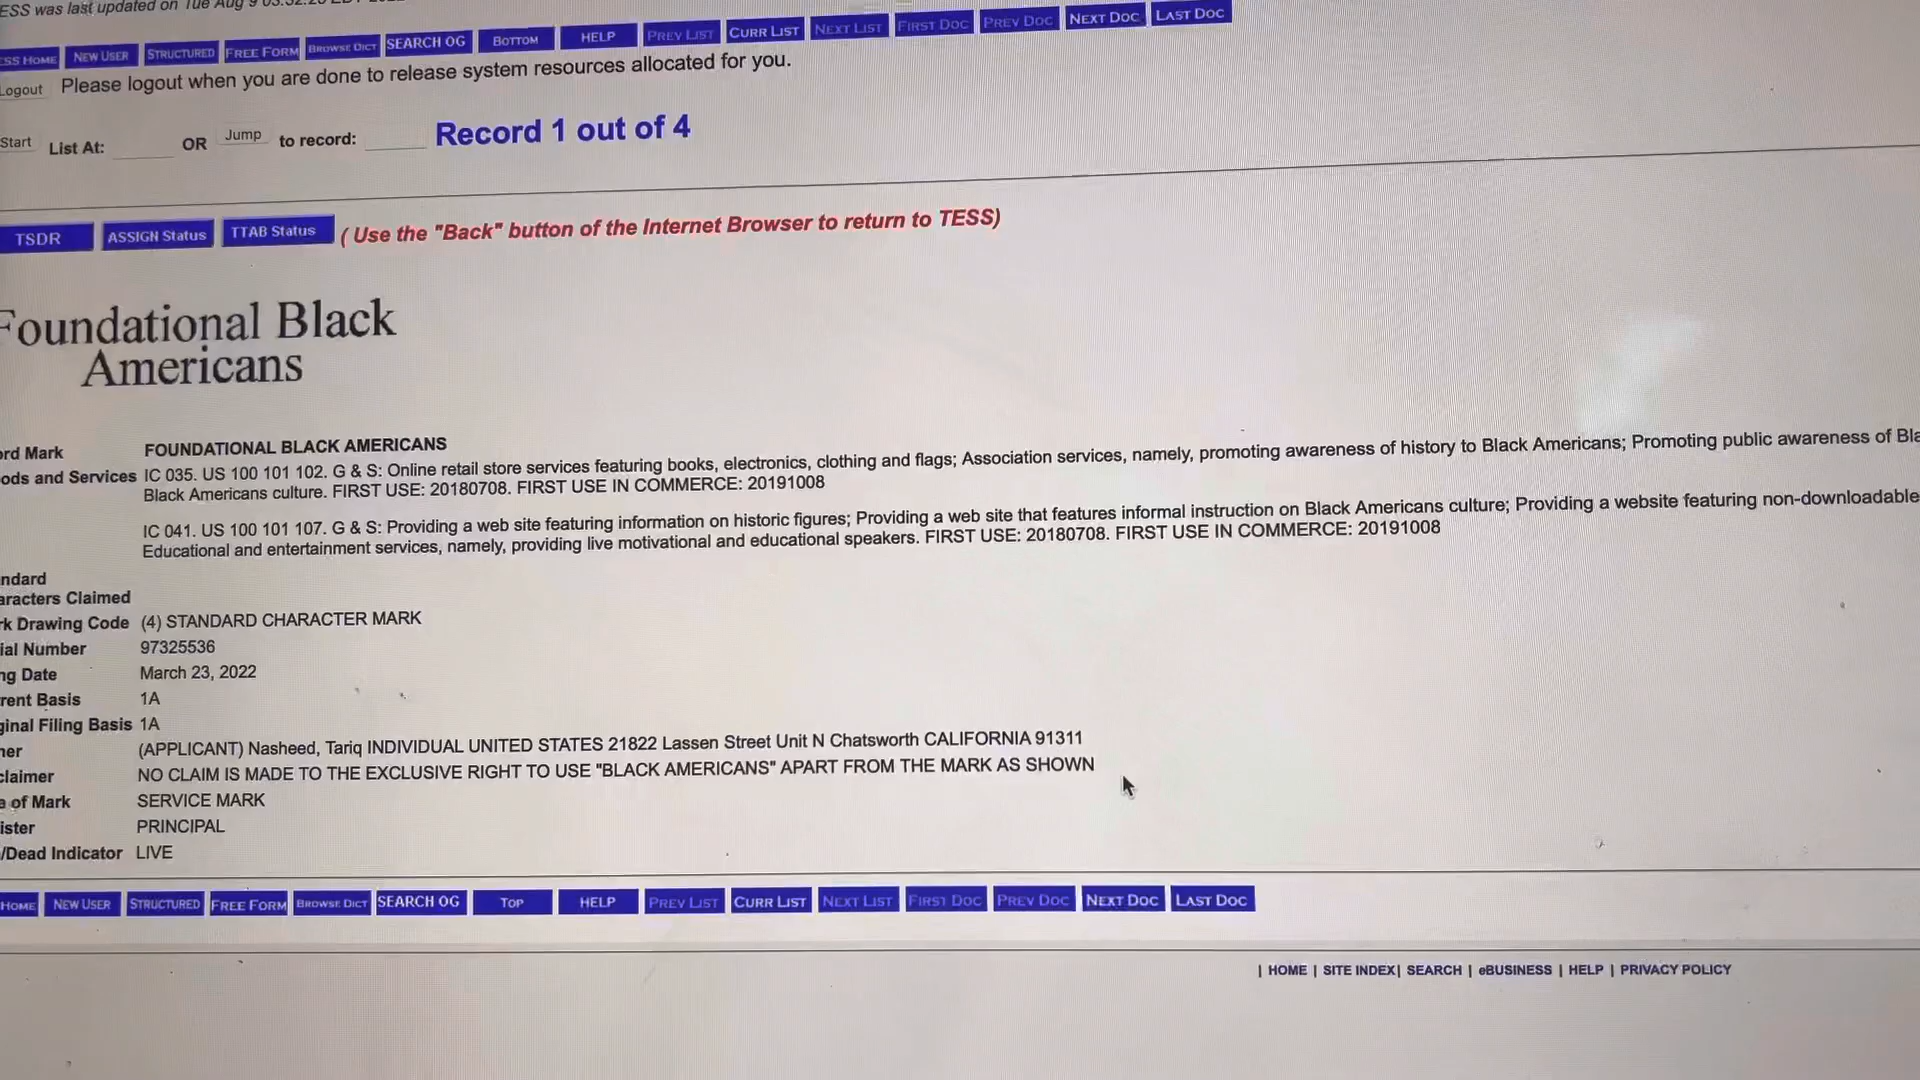 ESS was last updated on Tue Aug 9
SS HOME NEW USER STRUCTURED FREE FORM BROWSE DICT SEARCH OG BOTTOM HELP PREV LIST CURR LIST NEXT LIST FIRST DOC PREV DOC NEXT DOC LAST DOC
Logout Please logout when you are done to release system resources allocated for you.
Start List At: OR Jump to record: Record 1 out of 4
TSDR ASSIGN Status TTAB Status ( Use the "Back" button of the Internet Browser to return to TESS)
Foundational Black
Americans
ord Mark FOUNDATIONAL BLACK AMERICANS
ods and Services IC 035. US 100 101 102. G & S: Online retail store services featuring books, electronics, clothing and flags; Association services, namely, promoting awareness of history to Black Americans; Promoting public awareness of Bla
Black Americans culture. FIRST USE: 20180708. FIRST USE IN COMMERCE: 20191008
IC 041. US 100 101 107. G & S: Providing a web site featuring information on historic figures; Providing a web site that features informal instruction on Black Americans culture; Providing a website featuring non-downloadable
Educational and entertainment services, namely, providing live motivational and educational speakers. FIRST USE: 20180708. FIRST USE IN COMMERCE: 20191008
ndard
aracters Claimed
rk Drawing Code (4) STANDARD CHARACTER MARK
ial Number 97325536
ng Date March 23, 2022
rent Basis 1A
ginal Filing Basis 1A
ner (APPLICANT) Nasheed, Tariq INDIVIDUAL UNITED STATES 21822 Lassen Street Unit N Chatsworth CALIFORNIA 91311
claimer NO CLAIM IS MADE TO THE EXCLUSIVE RIGHT TO USE "BLACK AMERICANS" APART FROM THE MARK AS SHOWN
e of Mark SERVICE MARK
ister PRINCIPAL
/Dead Indicator LIVE
HOME NEW USER STRUCTURED FREE FORM BROWSE DICT SEARCH OG TOP HELP PREV LIST CURR LIST NEXT LIST FIRST DOC PREV DOC NEXT DOC LAST DOC
| HOME | SITE INDEX| SEARCH | eBUSINESS | HELP | PRIVACY POLICY